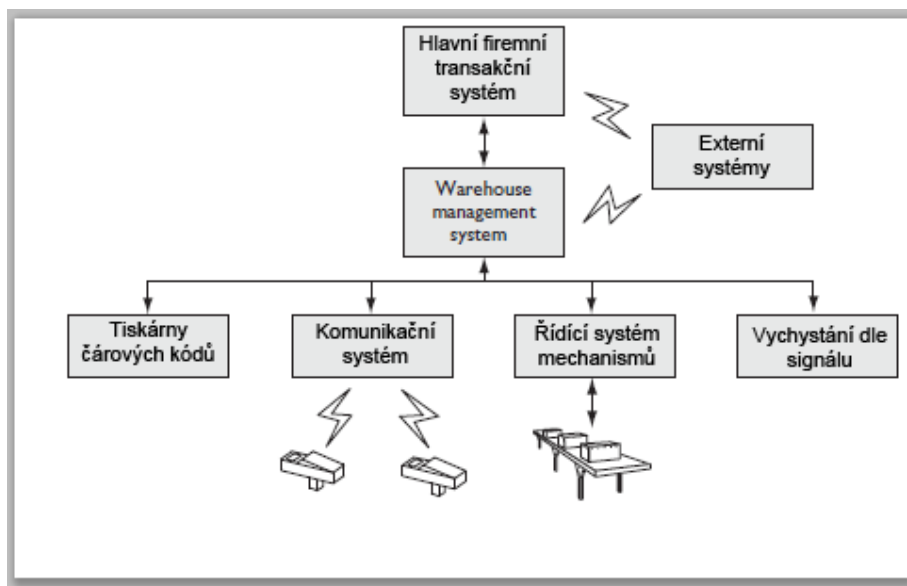 Hlavní firemní
transakční
systém
Externí
systémy
Warehouse
management
system
Tiskárny
čárových kódů
Komunikační
systém
Řídící systém
mechanismů
Vychystání dle
signálu